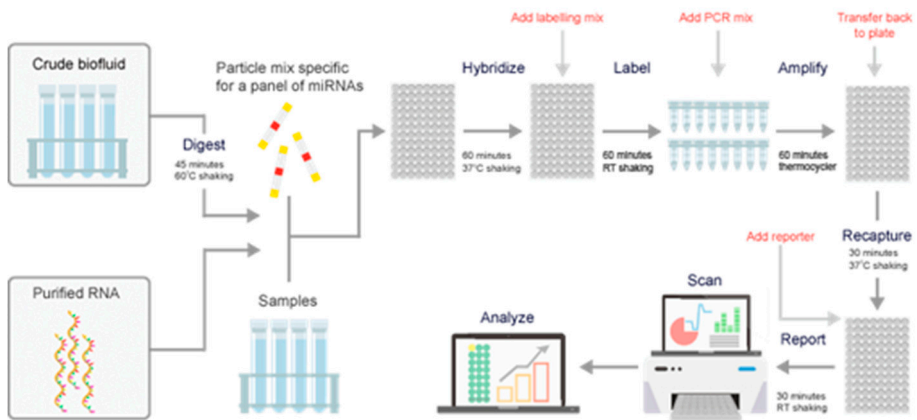 Add labelling mix
Add PCR mix
Transfer back
to plate
Crude biofluid
Particle mix specific
for a panel of miRNAs
Hybridize
Label
Amplify
Digest
45 minutes
60°C shaking
60 minutes
37°C shaking
60 minutes
RT shaking
60 minutes
thermocycler
Add reporter
Recapture
30 minutes
37°C shaking
Purified RNA
Samples
Scan
Analyze
Report
30 minutes
RT shaking